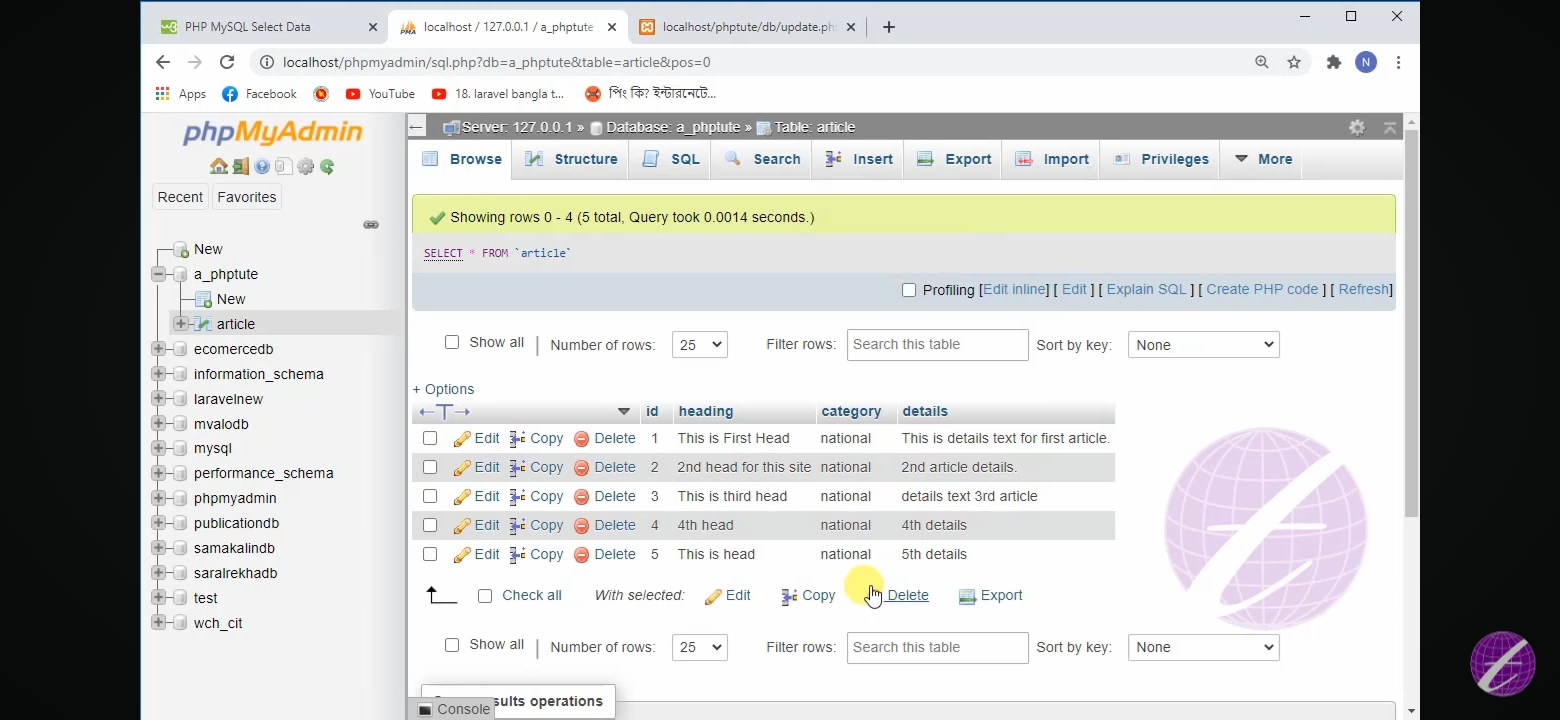 PHP MySQL Select Data
localhost / 127.0.0.1 / a_phptute
localhost/phptute/db/update.ph
localhost/phpmyadmin/sql.php?db=a_phptute&table=article&pos=0
N
Apps
Facebook
YouTube
18. laravel bangla t...
পিং কি? ইন্টারনেটে...
phpMyAdmin
Recent
Favorites
New
a_phptute
New
article
ecomercedb
information_schema
laravelnew
mvalodb
mysql
performance_schema
phpmyadmin
publicationdb
samakalindb
saralrekhadb
test
wch_cit
Server: 127.0.0.1 » Database: a_phptute » Table: article
Browse Structure SQL Search Insert Export Import Privileges More
Showing rows 0 - 4 (5 total, Query took 0.0014 seconds.)
SELECT * FROM `article`
Profiling [Edit inline] [ Edit ] [ Explain SQL ] [ Create PHP code ] [ Refresh]
Show all | Number of rows: 25 Filter rows: Search this table Sort by key: None
+ Options
id heading category details
Edit Copy Delete 1 This is First Head national This is details text for first article.
Edit Copy Delete 2 2nd head for this site national 2nd article details.
Edit Copy Delete 3 This is third head national details text 3rd article
Edit Copy Delete 4 4th head national 4th details
Edit Copy Delete 5 This is head national 5th details
Check all With selected: Edit Copy Delete Export
Show all | Number of rows: 25 Filter rows: Search this table Sort by key: None
operations
Console